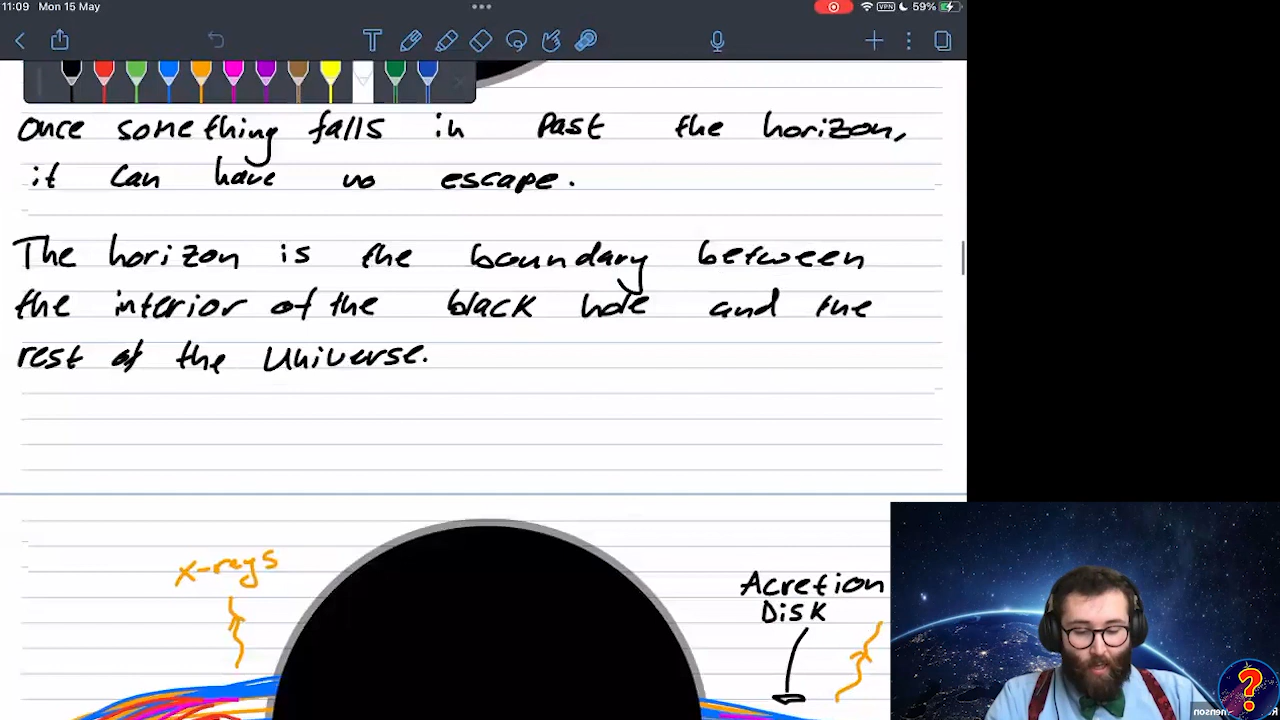 11:09 Mon 15 May
VPN 59%
Once something falls in past the horizon,
it can have no escape.
The horizon is the boundary between
the interior of the black hole and the
rest of the Universe.
X-rays
Acretion
Disk
?